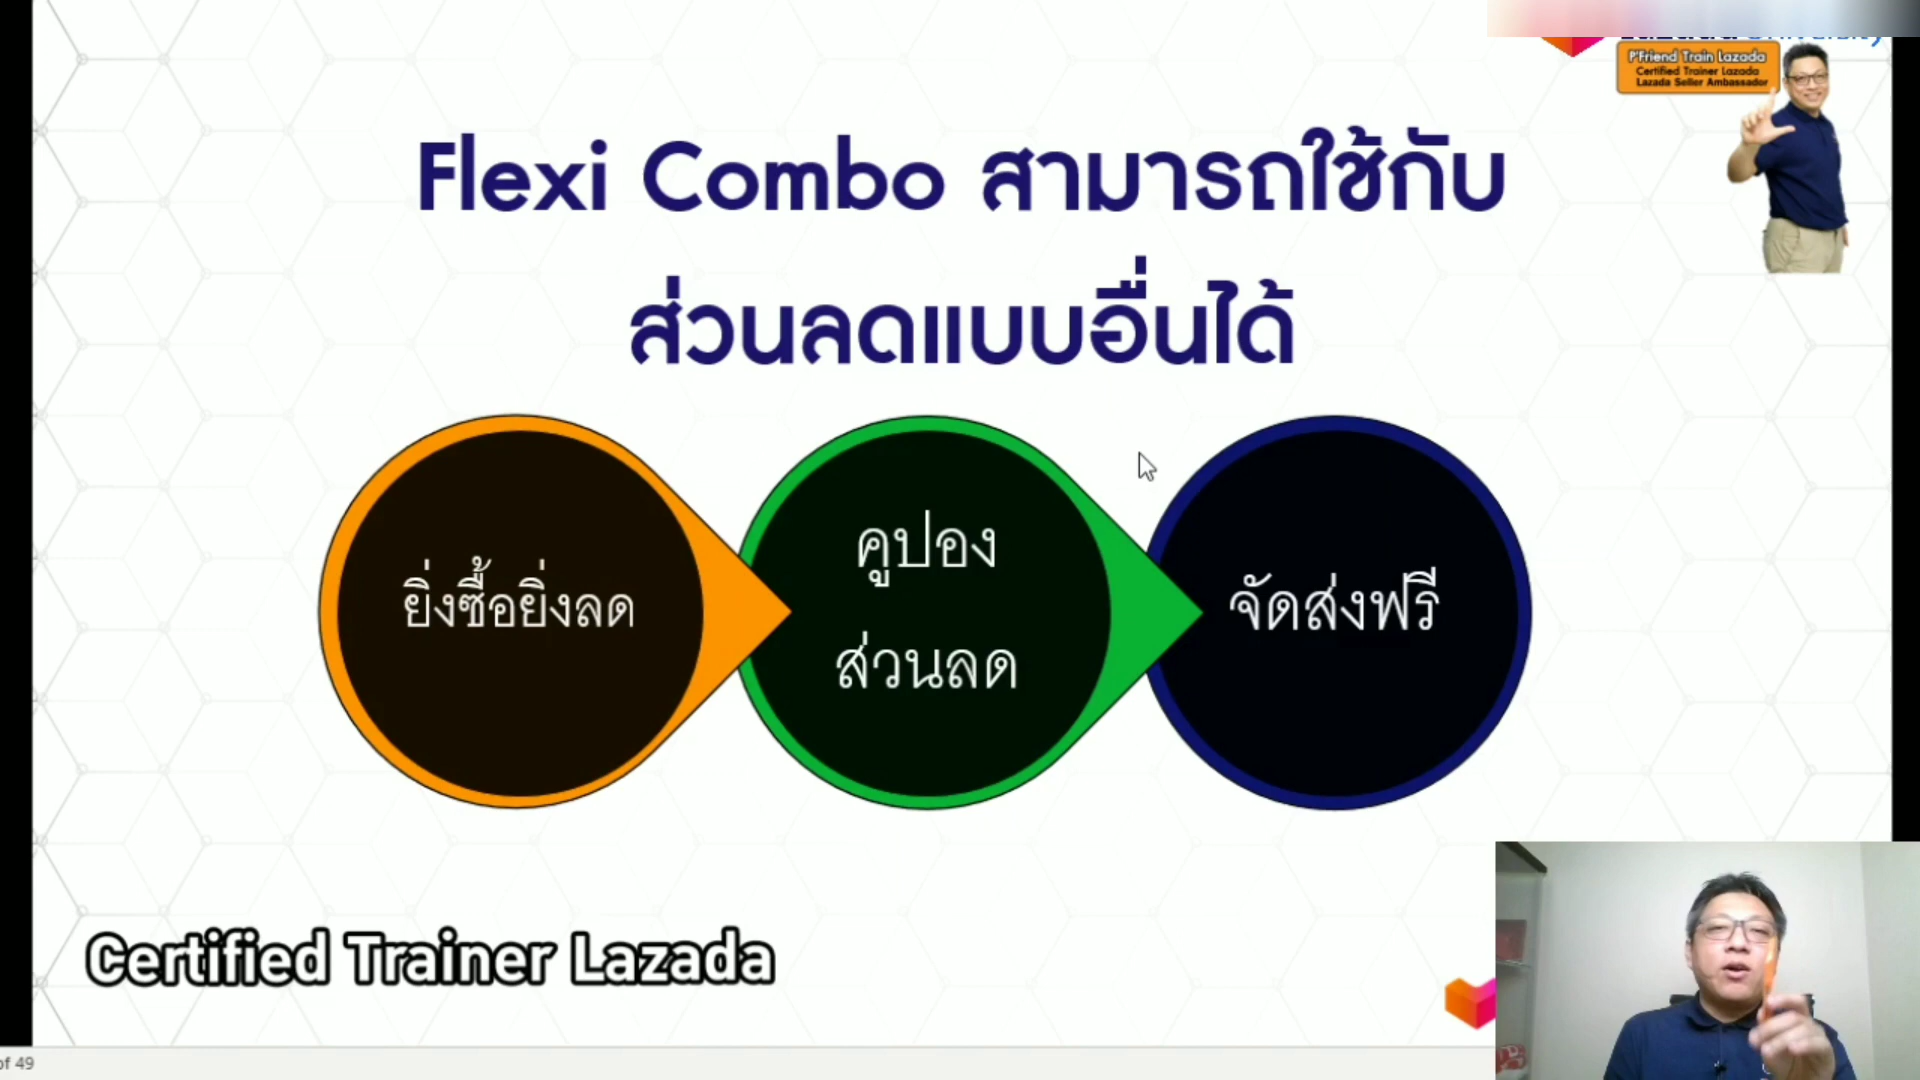 P'Friend Train Lazada
Certified Trainer Lazada
Lazada Seller Ambassador
Flexi Combo สามารถใช้กับ
ส่วนลดแบบอื่นได้
ยิ่งซื้อยิ่งลด
คูปอง
ส่วนลด
จัดส่งฟรี
Certified Trainer Lazada
of 49